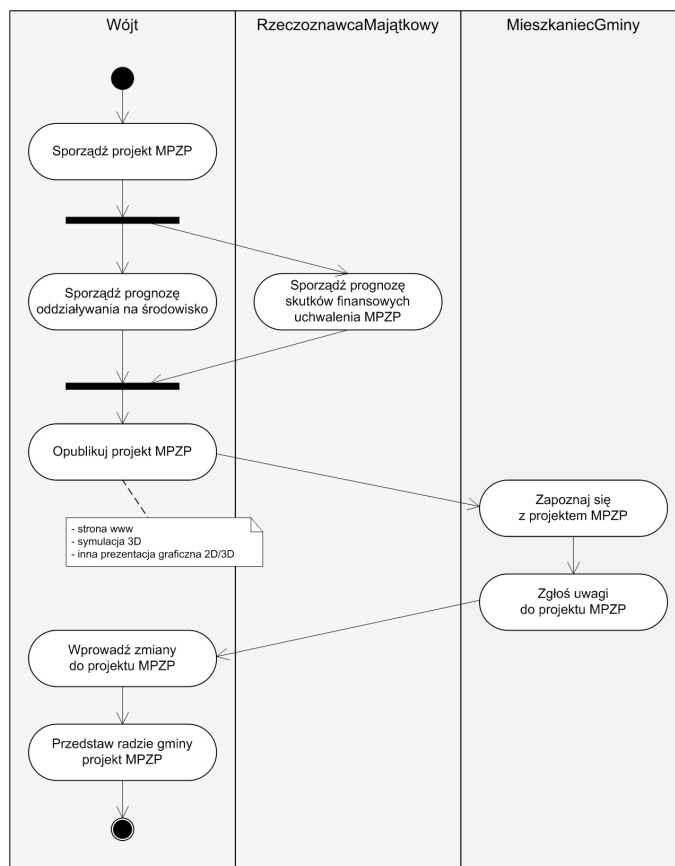 Wójt
RzeczoznawcaMajątkowy
MieszkaniecGminy
Sporządź projekt MPZP
Sporządź prognozę
oddziaływania na środowisko
Sporządź prognozę
skutków finansowych
uchwalenia MPZP
Opublikuj projekt MPZP
- strona www
- symulacja 3D
- inna prezentacja graficzna 2D/3D
Zapoznaj się
z projektem MPZP
Zgłoś uwagi
do projektu MPZP
Wprowadź zmiany
do projektu MPZP
Przedstaw radzie gminy
projekt MPZP